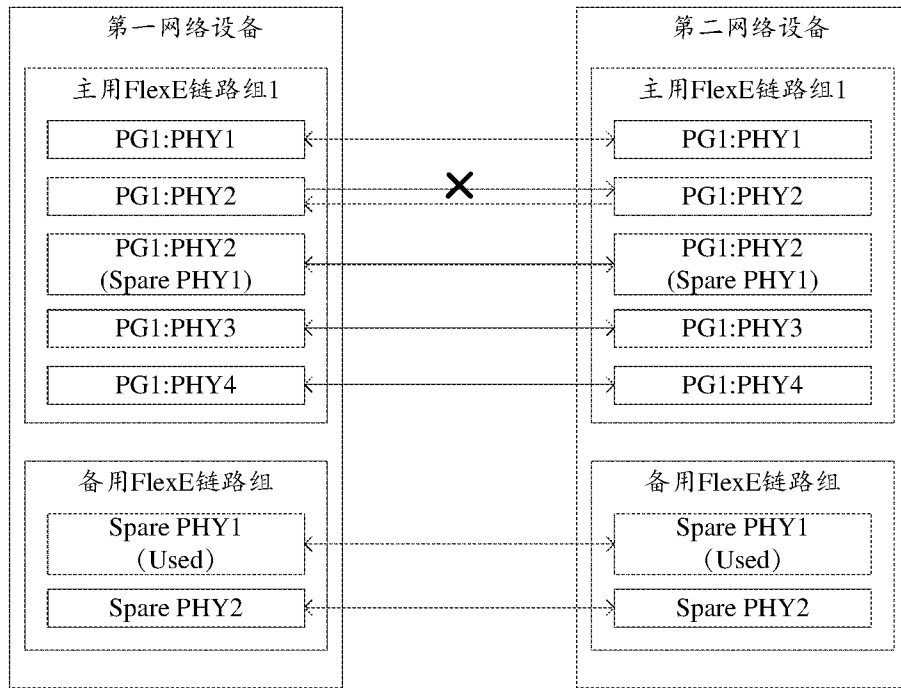 第一网络设备
主用FlexE链路组1
PG1:PHY1
PG1:PHY2
PG1:PHY2
(Spare PHY1)
PG1:PHY3
PG1:PHY4
备用FlexE链路组
Spare PHY1
（Used）
Spare PHY2
第二网络设备
主用FlexE链路组1
PG1:PHY1
PG1:PHY2
PG1:PHY2
(Spare PHY1)
PG1:PHY3
PG1:PHY4
备用FlexE链路组
Spare PHY1
（Used）
Spare PHY2